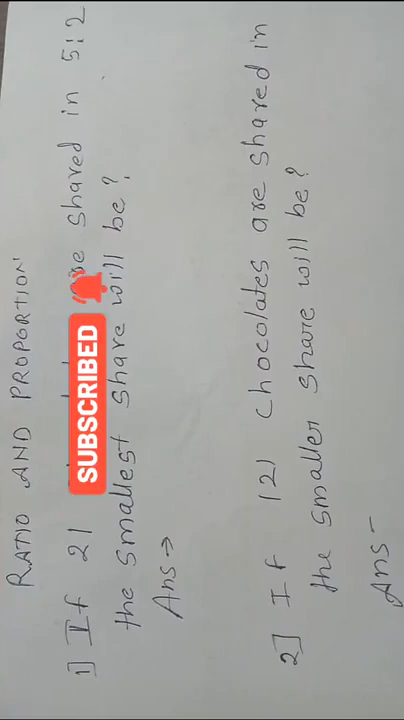 RATIO AND PROPORTION
1] If 21 are shared in 5:2
the smallest share will be?
Ans→
2] If 121 chocolates are shared in
the smaller share will be?
Ans-
SUBSCRIBED